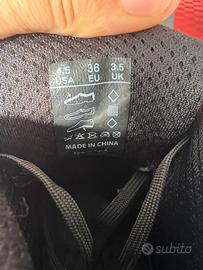 4.5 36 3.5
USA EU UK
MADE IN CHINA
subito